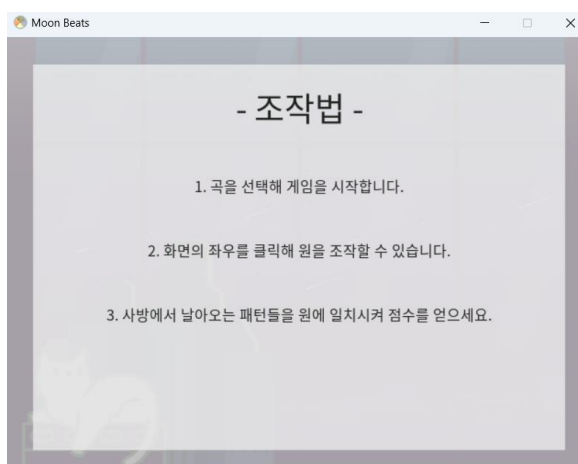 Moon Beats
- 조작법 -
1. 곡을 선택해 게임을 시작합니다.
2. 화면의 좌우를 클릭해 원을 조작할 수 있습니다.
3. 사방에서 날아오는 패턴들을 원에 일치시켜 점수를 얻으세요.